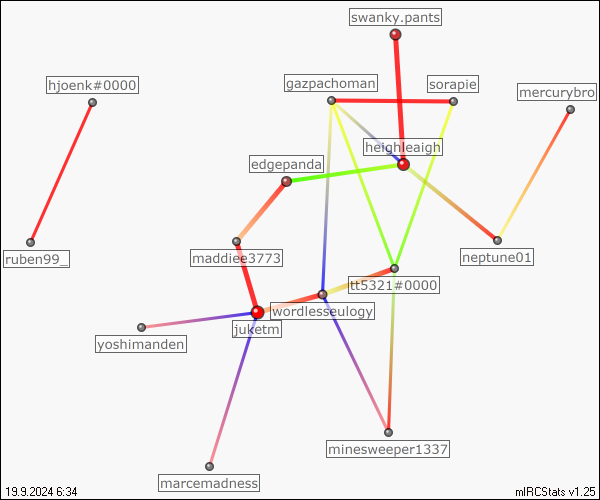 swanky.pants
hjoenk#0000
gazpachoman
sorapie
mercurybro
heighleaigh
edgepanda
ruben99_
maddiee3773
neptune01
tt5321#0000
wordlesseulogy
juketm
yoshimanden
minesweeper1337
marcemadness
19.9.2024 6:34
mIRCStats v1.25